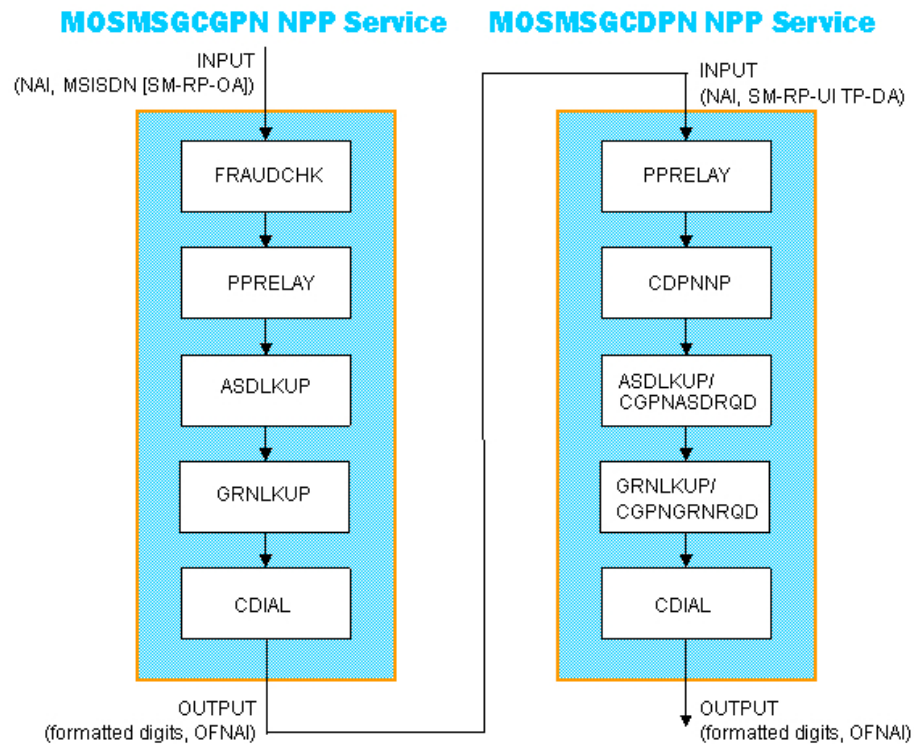 MOSMSGCGPN NPP Service
INPUT
(NAI, MSISDN [SM-RP-OA])
FRAUDCHK
PPRELAY
ASDLKUP
GRNLKUP
CDIAL
OUTPUT
(formatted digits, OFNAI)
MOSMSGCDPN NPP Service
INPUT
(NAI, SM-RP-UI TP-DA)
PPRELAY
CDPNNP
ASDLKUP/
CGPNASDRQD
GRNLKUP/
CGPNGRNRQD
CDIAL
OUTPUT
(formatted digits, OFNAI)